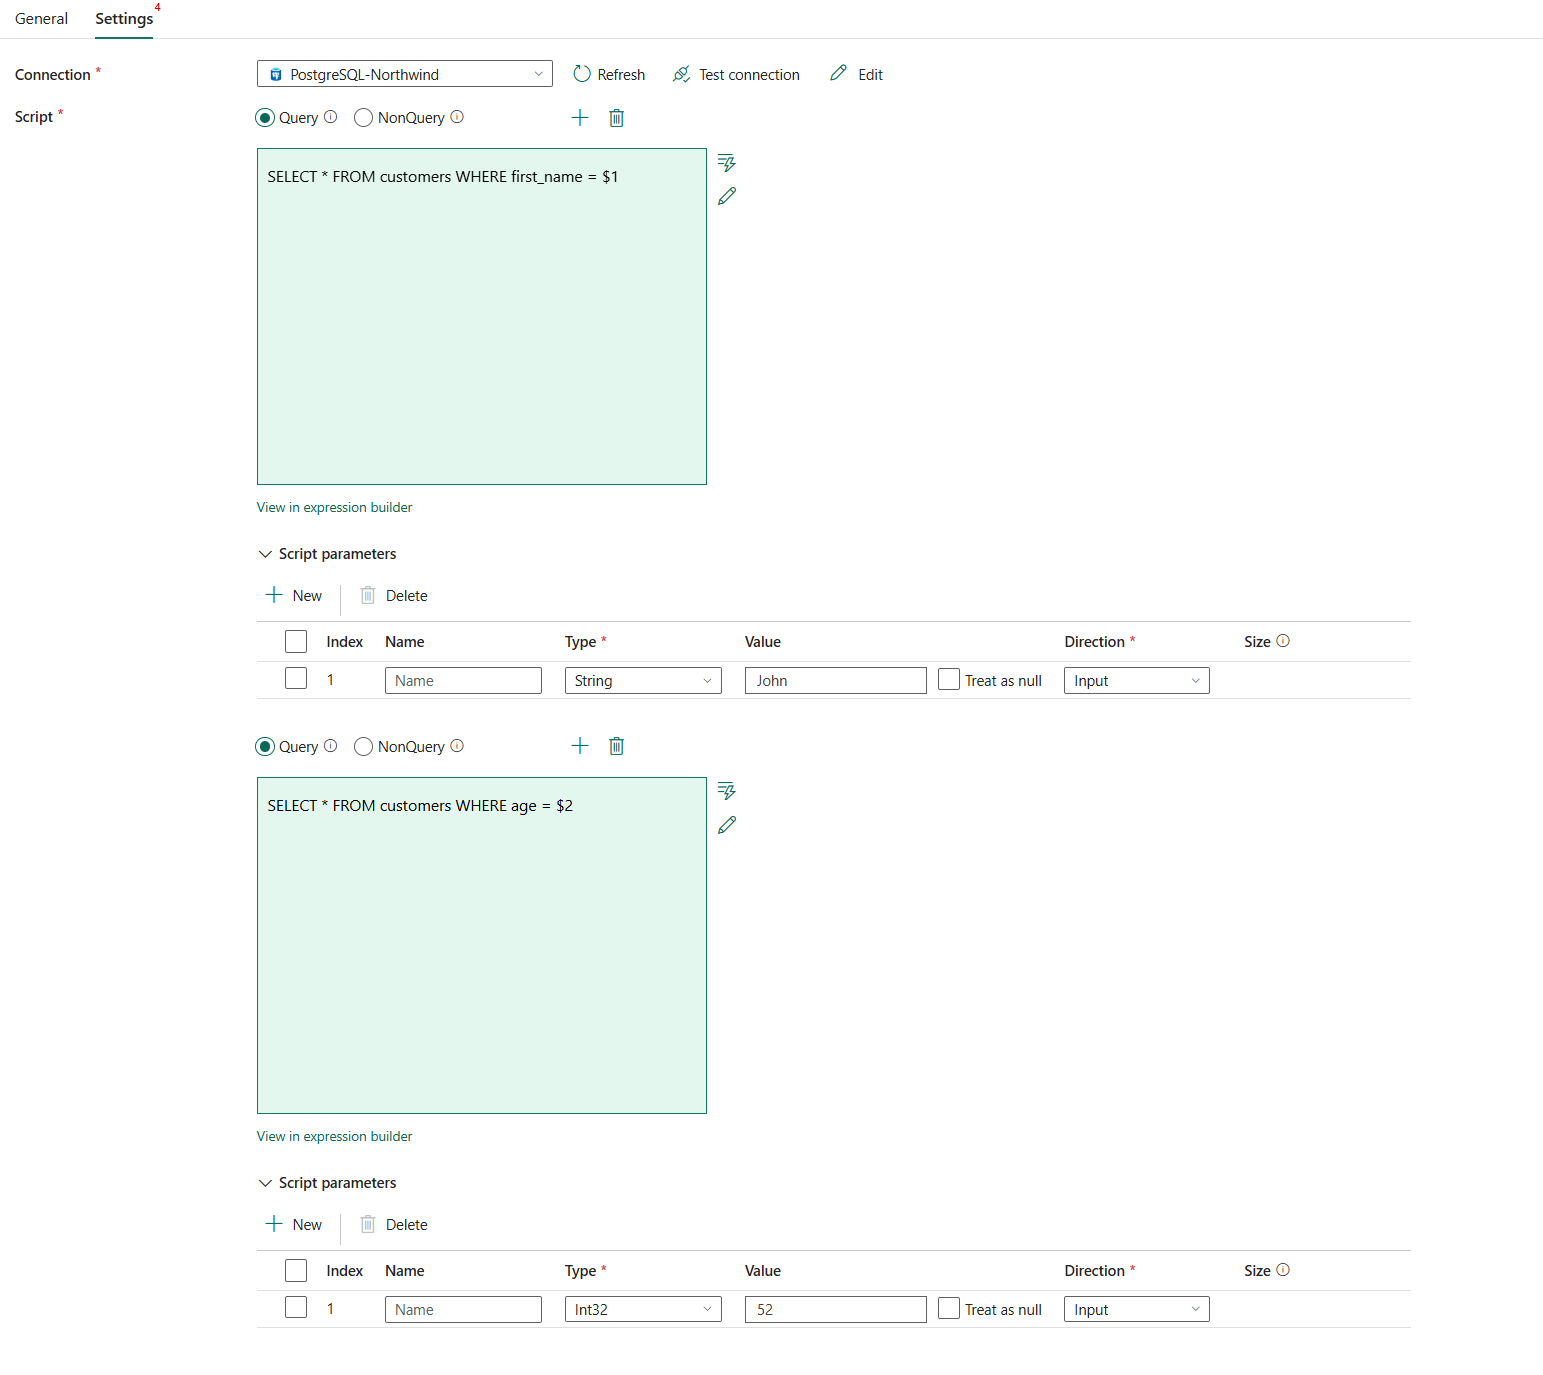 General Settings 4
Connection * PostgreSQL-Northwind Refresh Test connection Edit
Script * Query NonQuery
SELECT * FROM customers WHERE first_name = $1
View in expression builder
Script parameters
New Delete
Index Name Type * Value Direction * Size
1 Name String John Treat as null Input
Query NonQuery
SELECT * FROM customers WHERE age = $2
View in expression builder
Script parameters
New Delete
Index Name Type * Value Direction * Size
1 Name Int32 52 Treat as null Input